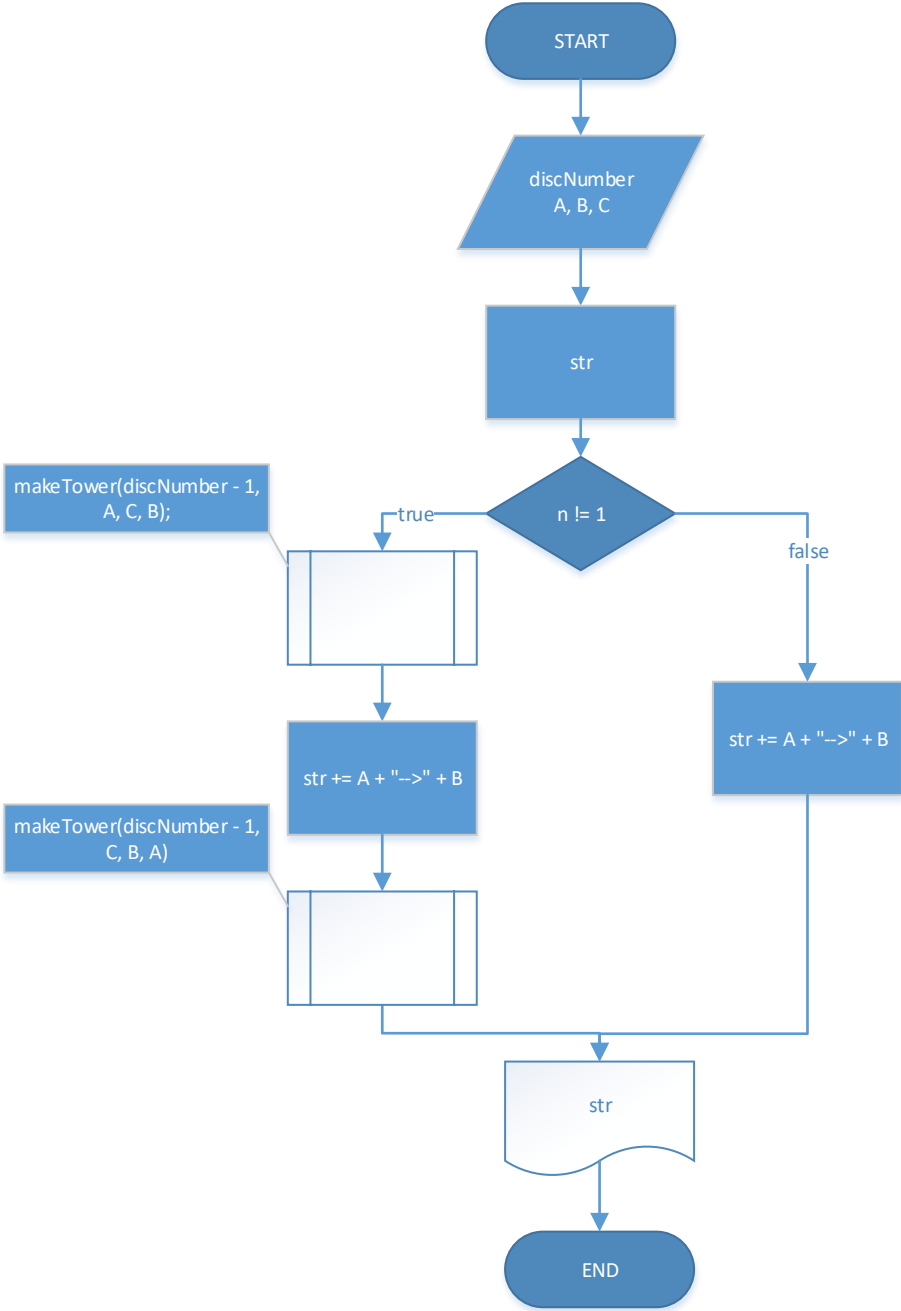 START
discNumber
A, B, C
str
n != 1
true
false
makeTower(discNumber - 1,
A, C, B);
str += A + "-->" + B
str += A + "-->" + B
makeTower(discNumber - 1,
C, B, A)
str
END